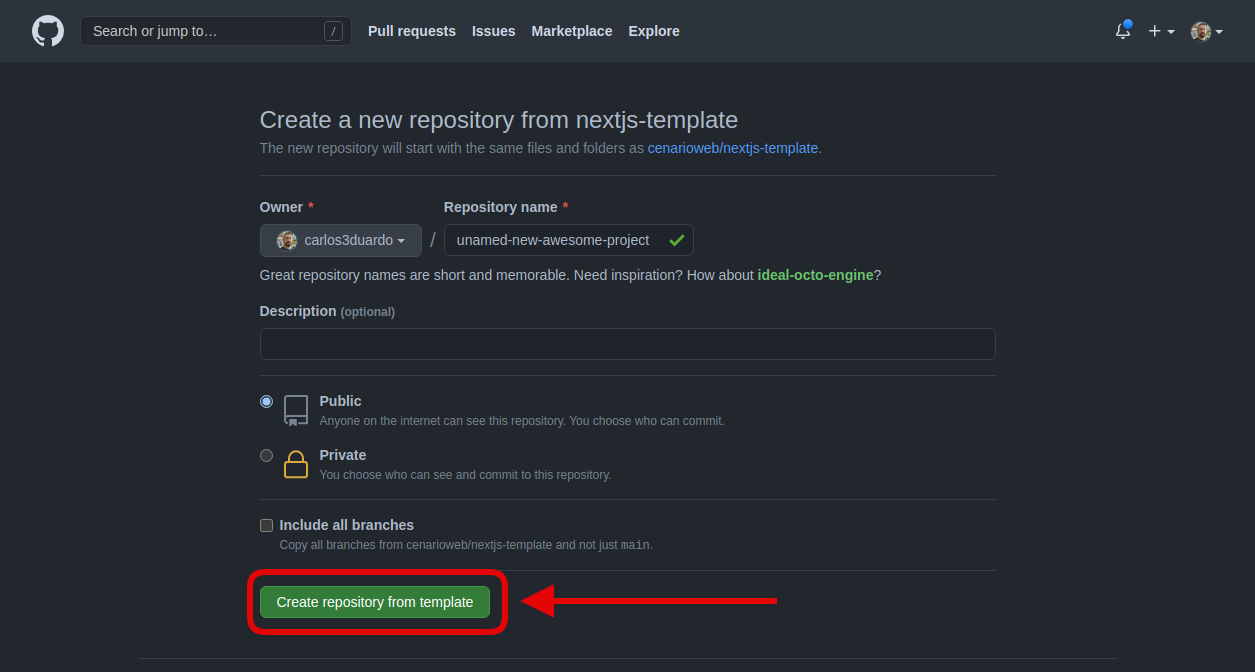 Search or jump to… /
Pull requests Issues Marketplace Explore
Create a new repository from nextjs-template
The new repository will start with the same files and folders as cenarioweb/nextjs-template.
Owner * Repository name *
carlos3duardo / unamed-new-awesome-project
Great repository names are short and memorable. Need inspiration? How about ideal-octo-engine?
Description (optional)
Public
Anyone on the internet can see this repository. You choose who can commit.
Private
You choose who can see and commit to this repository.
Include all branches
Copy all branches from cenarioweb/nextjs-template and not just main.
Create repository from template